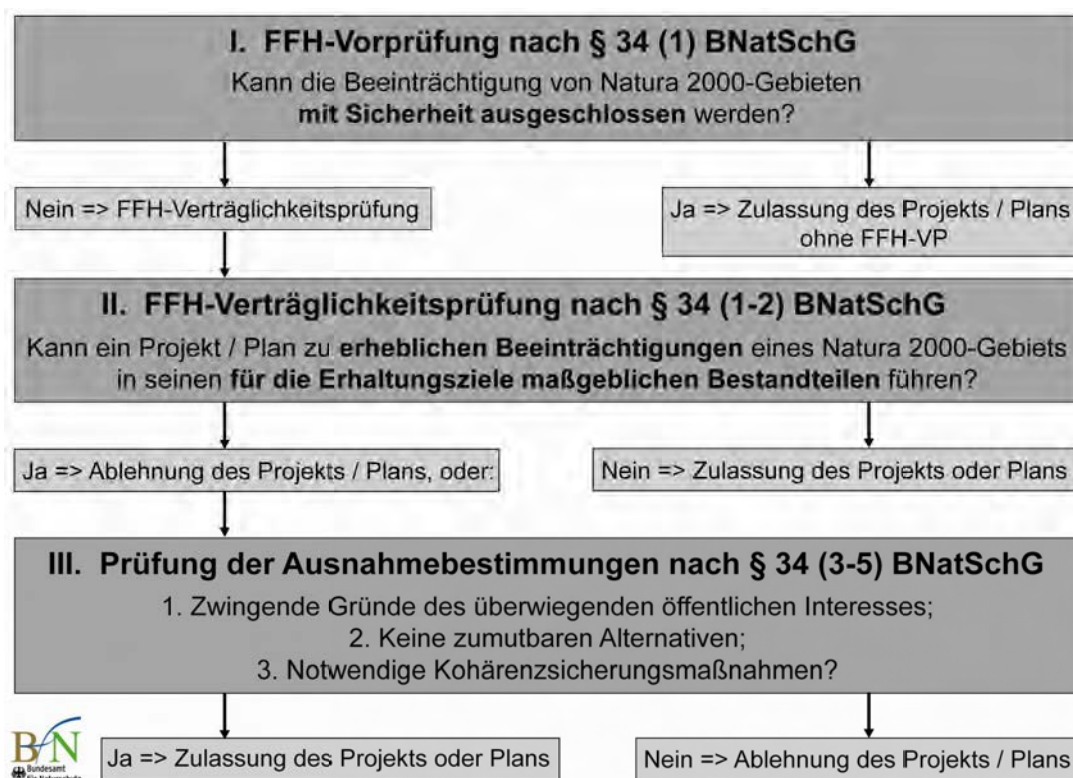 I. FFH-Vorprüfung nach § 34 (1) BNatSchG
Kann die Beeinträchtigung von Natura 2000-Gebieten
mit Sicherheit ausgeschlossen werden?
Nein => FFH-Verträglichkeitsprüfung
Ja => Zulassung des Projekts / Plans
ohne FFH-VP
II. FFH-Verträglichkeitsprüfung nach § 34 (1-2) BNatSchG
Kann ein Projekt / Plan zu erheblichen Beeinträchtigungen eines Natura 2000-Gebiets
in seinen für die Erhaltungsziele maßgeblichen Bestandteilen führen?
Ja => Ablehnung des Projekts / Plans, oder:
Nein => Zulassung des Projekts oder Plans
III. Prüfung der Ausnahmebestimmungen nach § 34 (3-5) BNatSchG
1. Zwingende Gründe des überwiegenden öffentlichen Interesses;
2. Keine zumutbaren Alternativen;
3. Notwendige Kohärenzsicherungsmaßnahmen?
BfN
Bundesamt
Ja => Zulassung des Projekts oder Plans
Nein => Ablehnung des Projekts / Plans